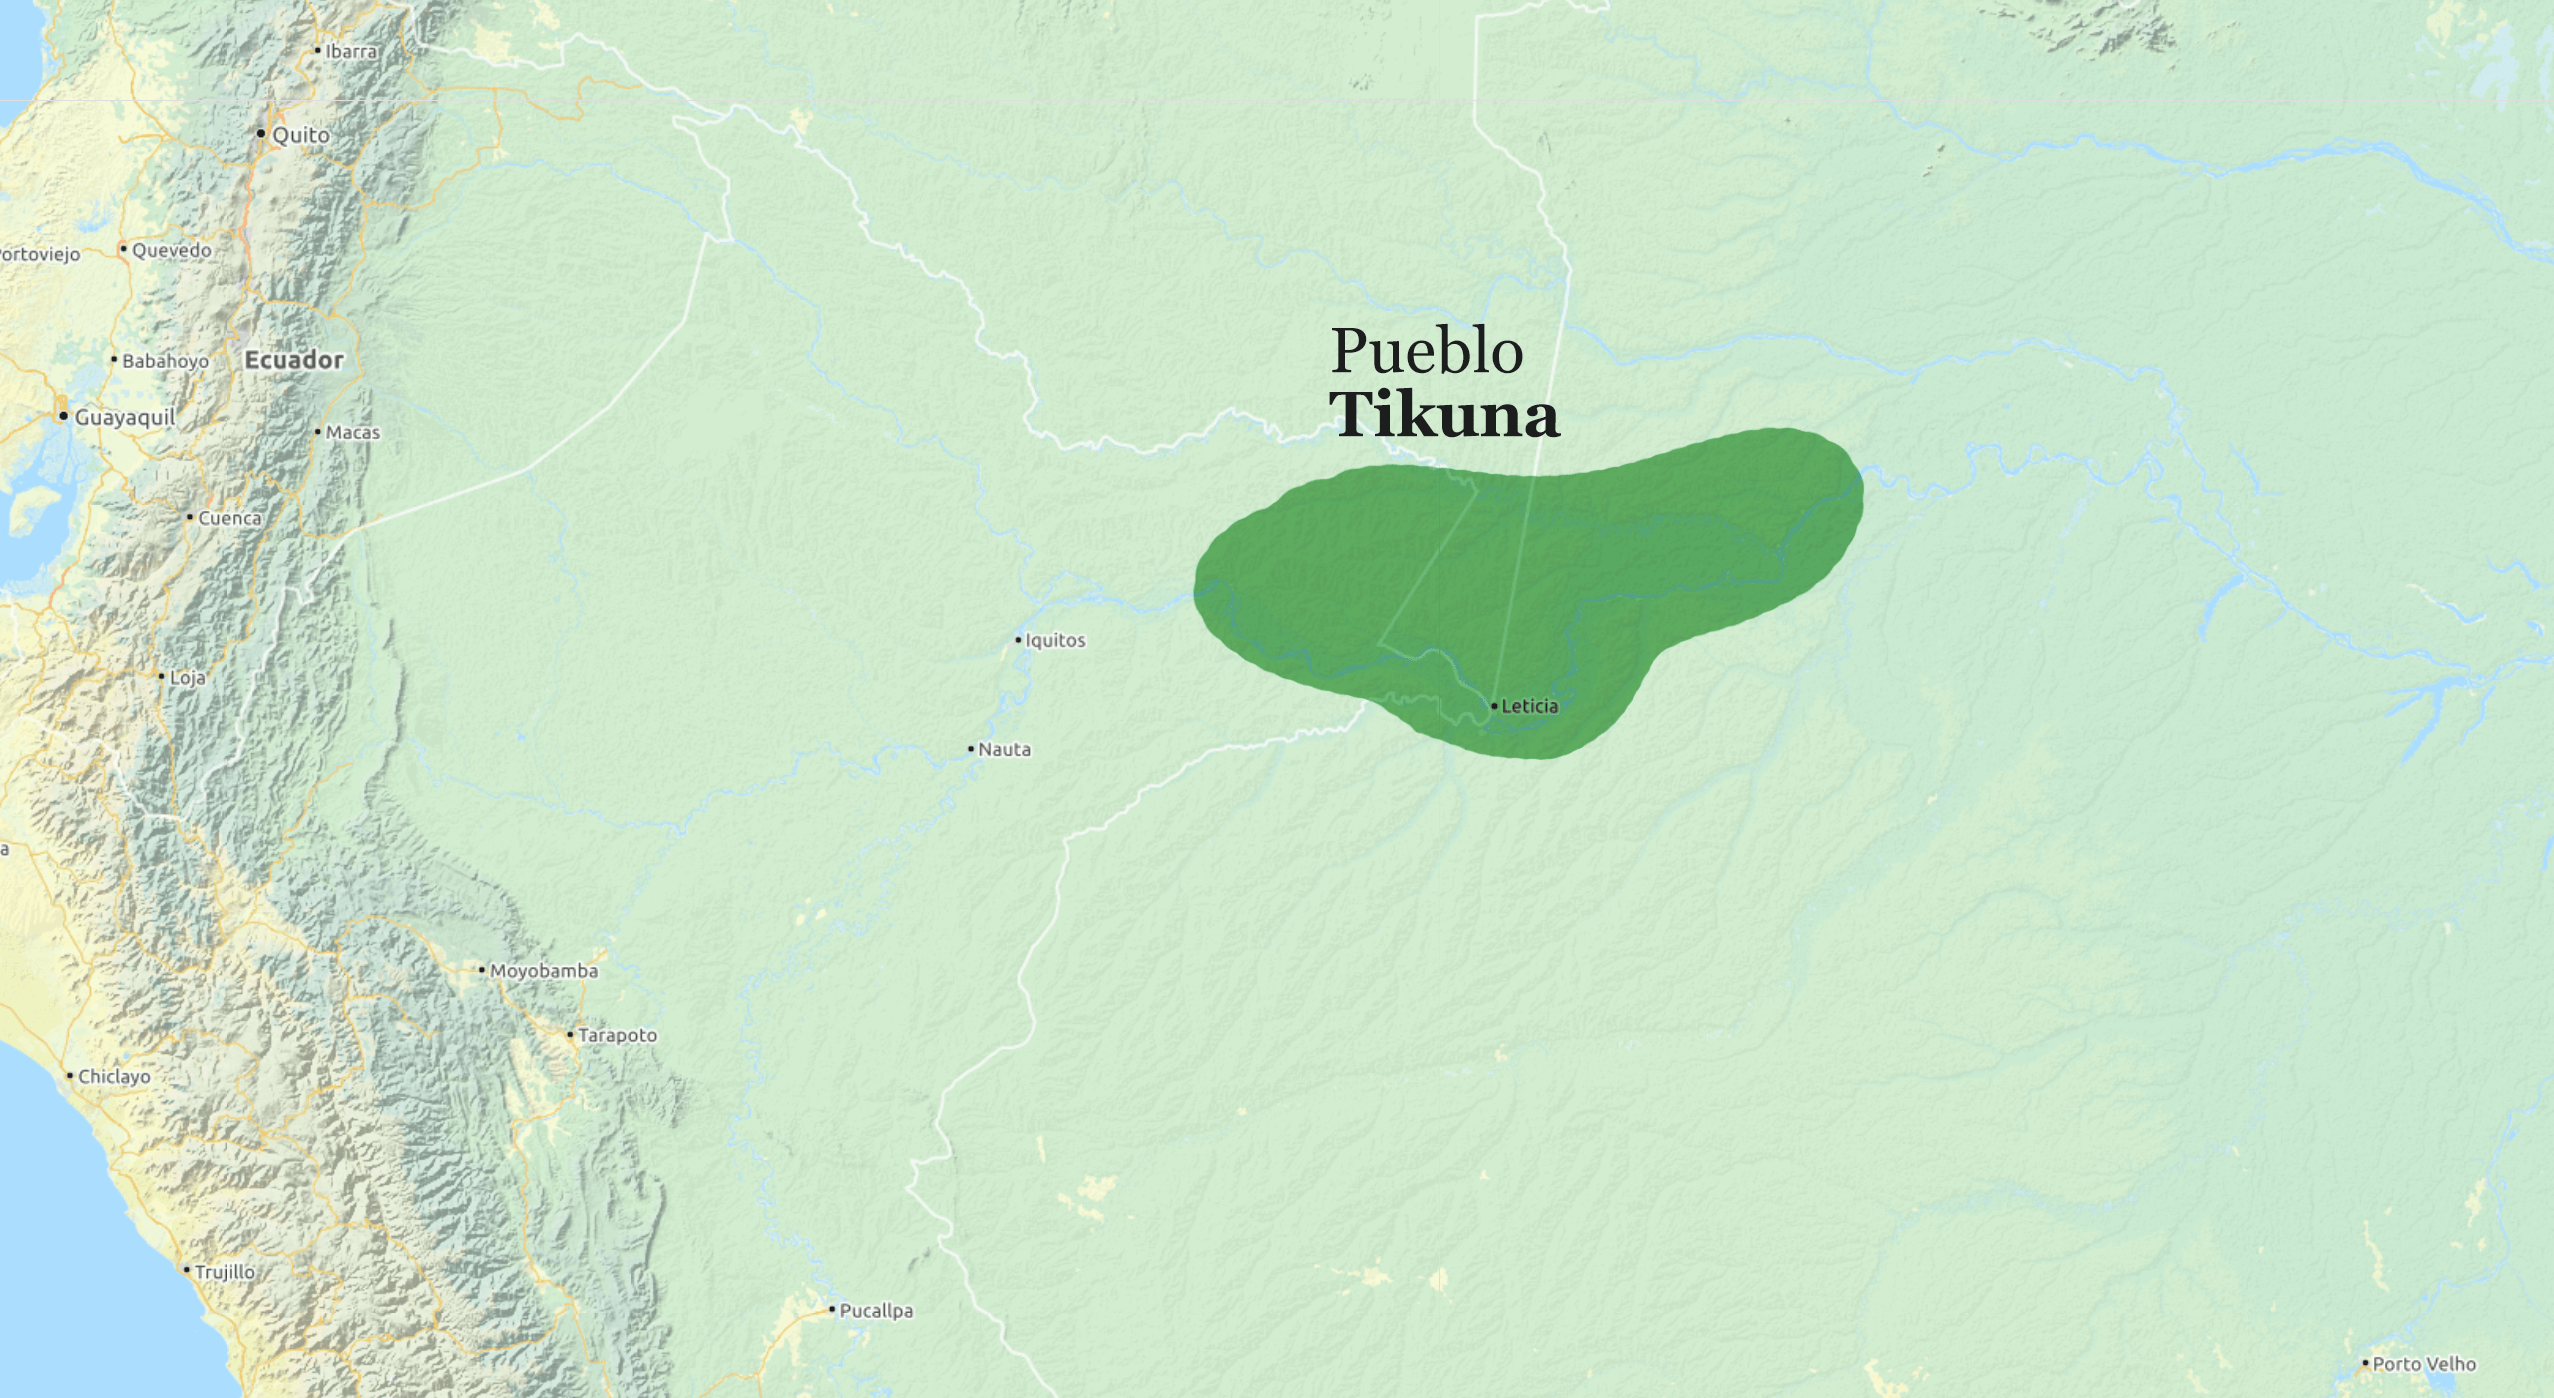 Ibarra
Quito
Portoviejo
Quevedo
Pueblo
Tikuna
Babahoyo
Ecuador
Guayaquil
Macas
Cuenca
Iquitos
Loja
Leticia
Nauta
a
Moyobamba
Tarapoto
Chiclayo
Trujillo
Pucallpa
Porto Velho